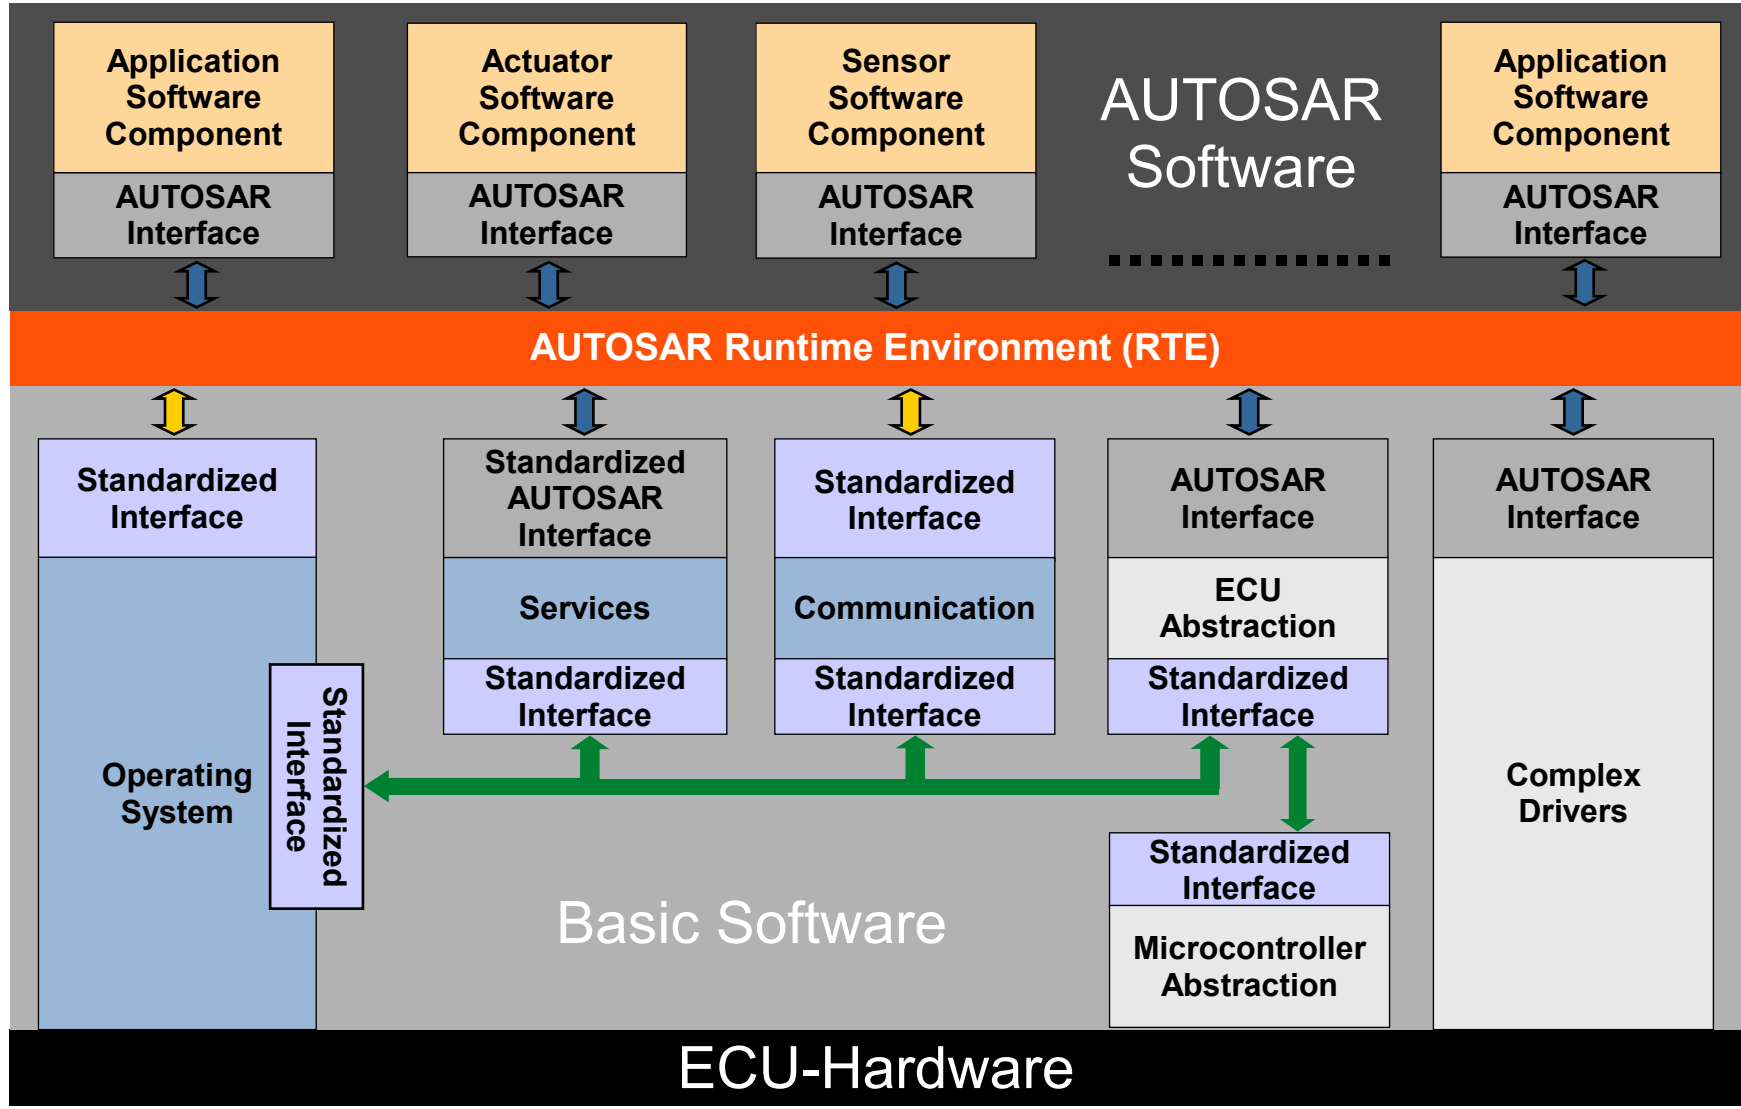 Application
Software
Component
AUTOSAR
Interface
Actuator
Software
Component
AUTOSAR
Interface
Sensor
Software
Component
AUTOSAR
Interface
AUTOSAR
Software
Application
Software
Component
AUTOSAR
Interface
AUTOSAR Runtime Environment (RTE)
Standardized
Interface
Operating
System
Standardized
Interface
Standardized
AUTOSAR
Interface
Services
Standardized
Interface
Standardized
Interface
Communication
Standardized
Interface
AUTOSAR
Interface
ECU
Abstraction
Standardized
Interface
Standardized
Interface
Microcontroller
Abstraction
AUTOSAR
Interface
Complex
Drivers
Basic Software
ECU-Hardware